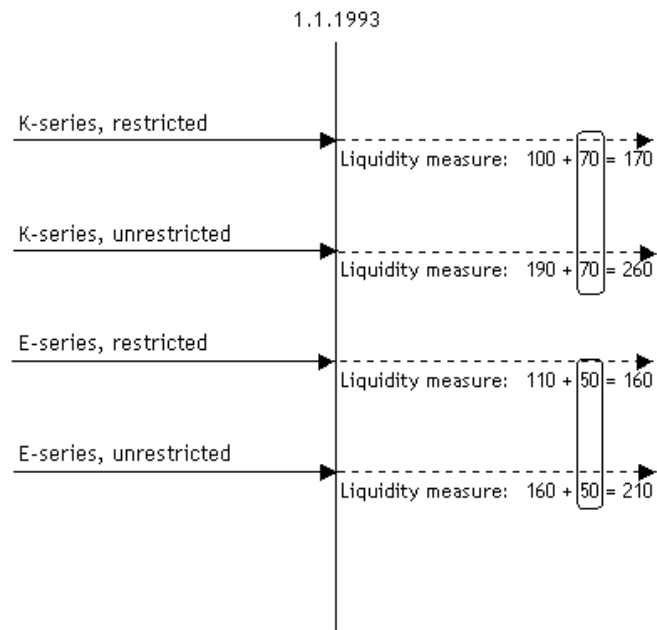 1.1.1993
K-series, restricted
Liquidity measure: 100 + 70 = 170
K-series, unrestricted
Liquidity measure: 190 + 70 = 260
E-series, restricted
Liquidity measure: 110 + 50 = 160
E-series, unrestricted
Liquidity measure: 160 + 50 = 210